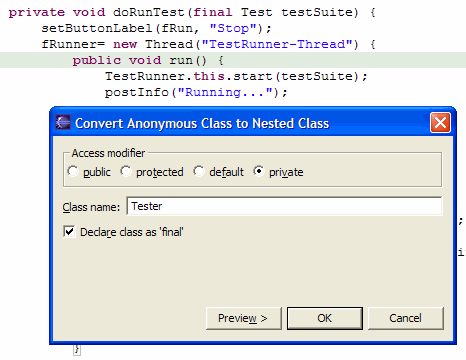 private void doRunTest(final Test testSuite) {
setButtonLabel(fRun, "Stop");
fRunner= new Thread("TestRunner-Thread") {
public void run() {
TestRunner.this.start(testSuite);
postInfo("Running...");
Convert Anonymous Class to Nested Class
Access modifier
public protected default private
Class name: Tester
;
Declare class as 'final'
i
Preview > OK Cancel
}